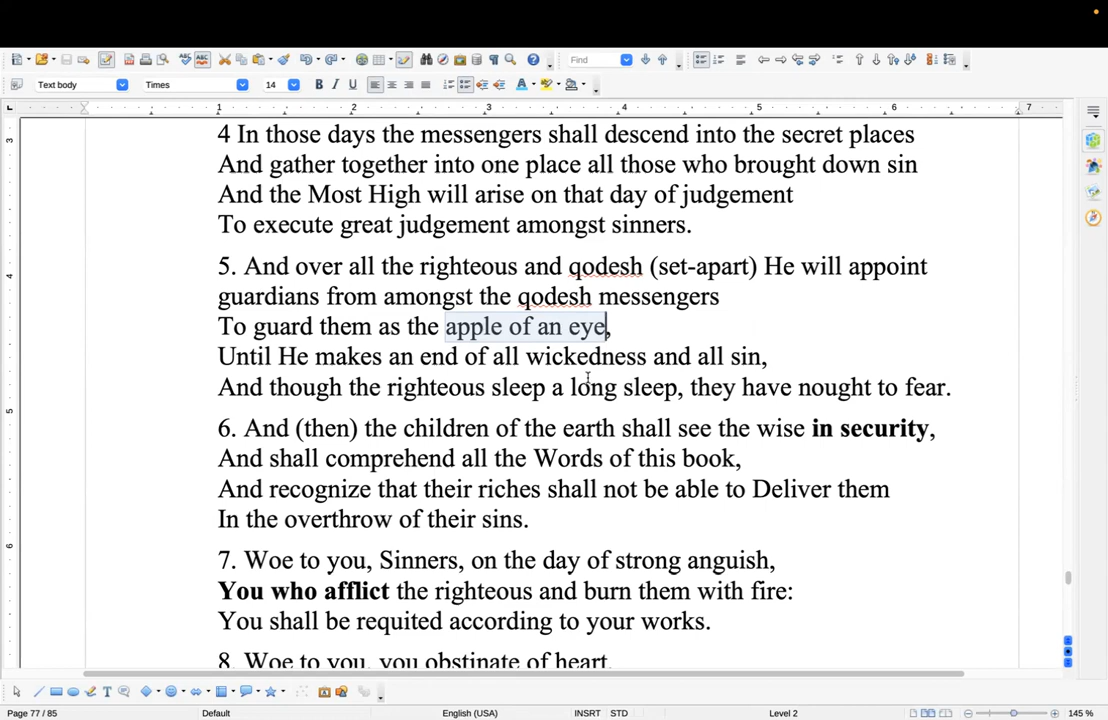 Find
Text body
Times
14
1 2 3 4 5 6 7
4 In those days the messengers shall descend into the secret places
And gather together into one place all those who brought down sin
And the Most High will arise on that day of judgement
To execute great judgement amongst sinners.
5. And over all the righteous and qodesh (set-apart) He will appoint
guardians from amongst the qodesh messengers
To guard them as the apple of an eye,
Until He makes an end of all wickedness and all sin,
And though the righteous sleep a long sleep, they have nought to fear.
6. And (then) the children of the earth shall see the wise in security,
And shall comprehend all the Words of this book,
And recognize that their riches shall not be able to Deliver them
In the overthrow of their sins.
7. Woe to you, Sinners, on the day of strong anguish,
You who afflict the righteous and burn them with fire:
You shall be requited according to your works.
8. Woe to you, you obstinate of heart,
Page 77 / 85
Default
English (USA)
INSRT
STD
Level 2
145 %